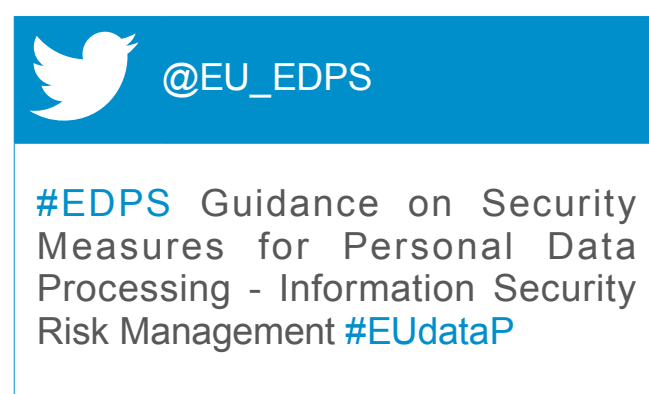 @EU_EDPS
#EDPS Guidance on Security
Measures for Personal Data
Processing - Information Security
Risk Management #EUdataP